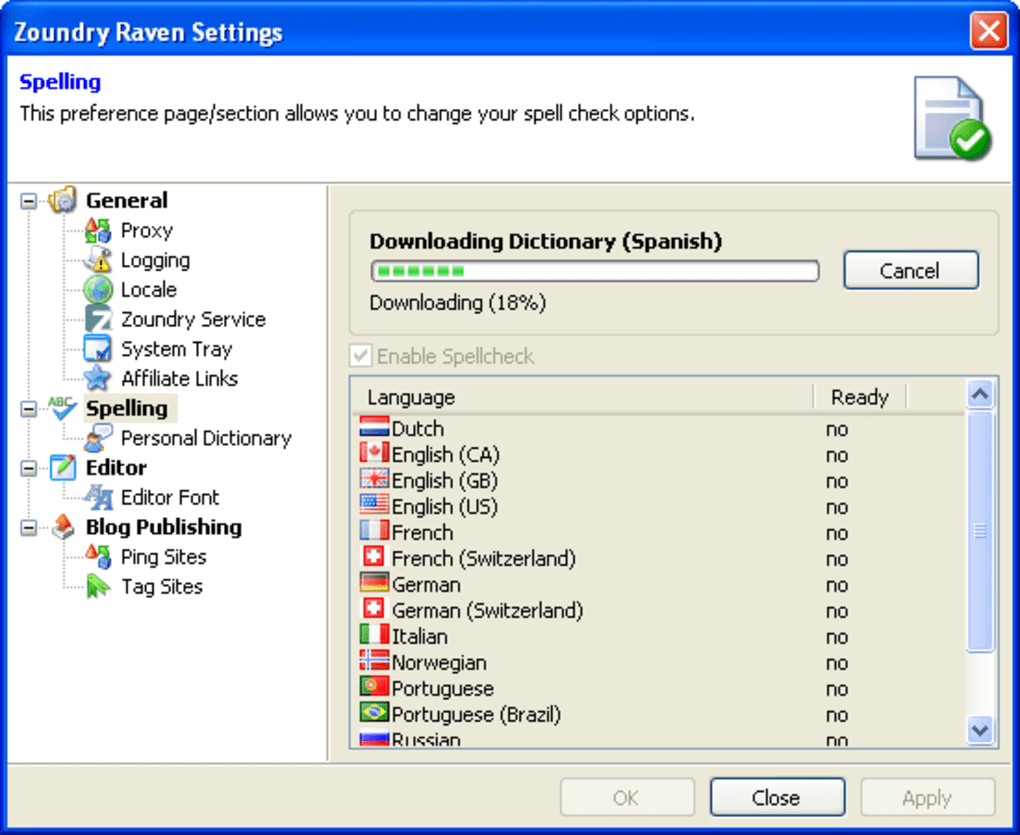 Zoundry Raven Settings
Spelling
This preference page/section allows you to change your spell check options.
General
Proxy
Logging
Locale
Zoundry Service
System Tray
Affiliate Links
ABC Spelling
Personal Dictionary
Editor
Editor Font
Blog Publishing
Ping Sites
Tag Sites
Downloading Dictionary (Spanish)
Cancel
Downloading (18%)
Enable Spellcheck
Language Ready
Dutch no
English (CA) no
English (GB) no
English (US) no
French no
French (Switzerland) no
German no
German (Switzerland) no
Italian no
Norwegian no
Portuguese no
Portuguese (Brazil) no
Russian no
OK Close Apply